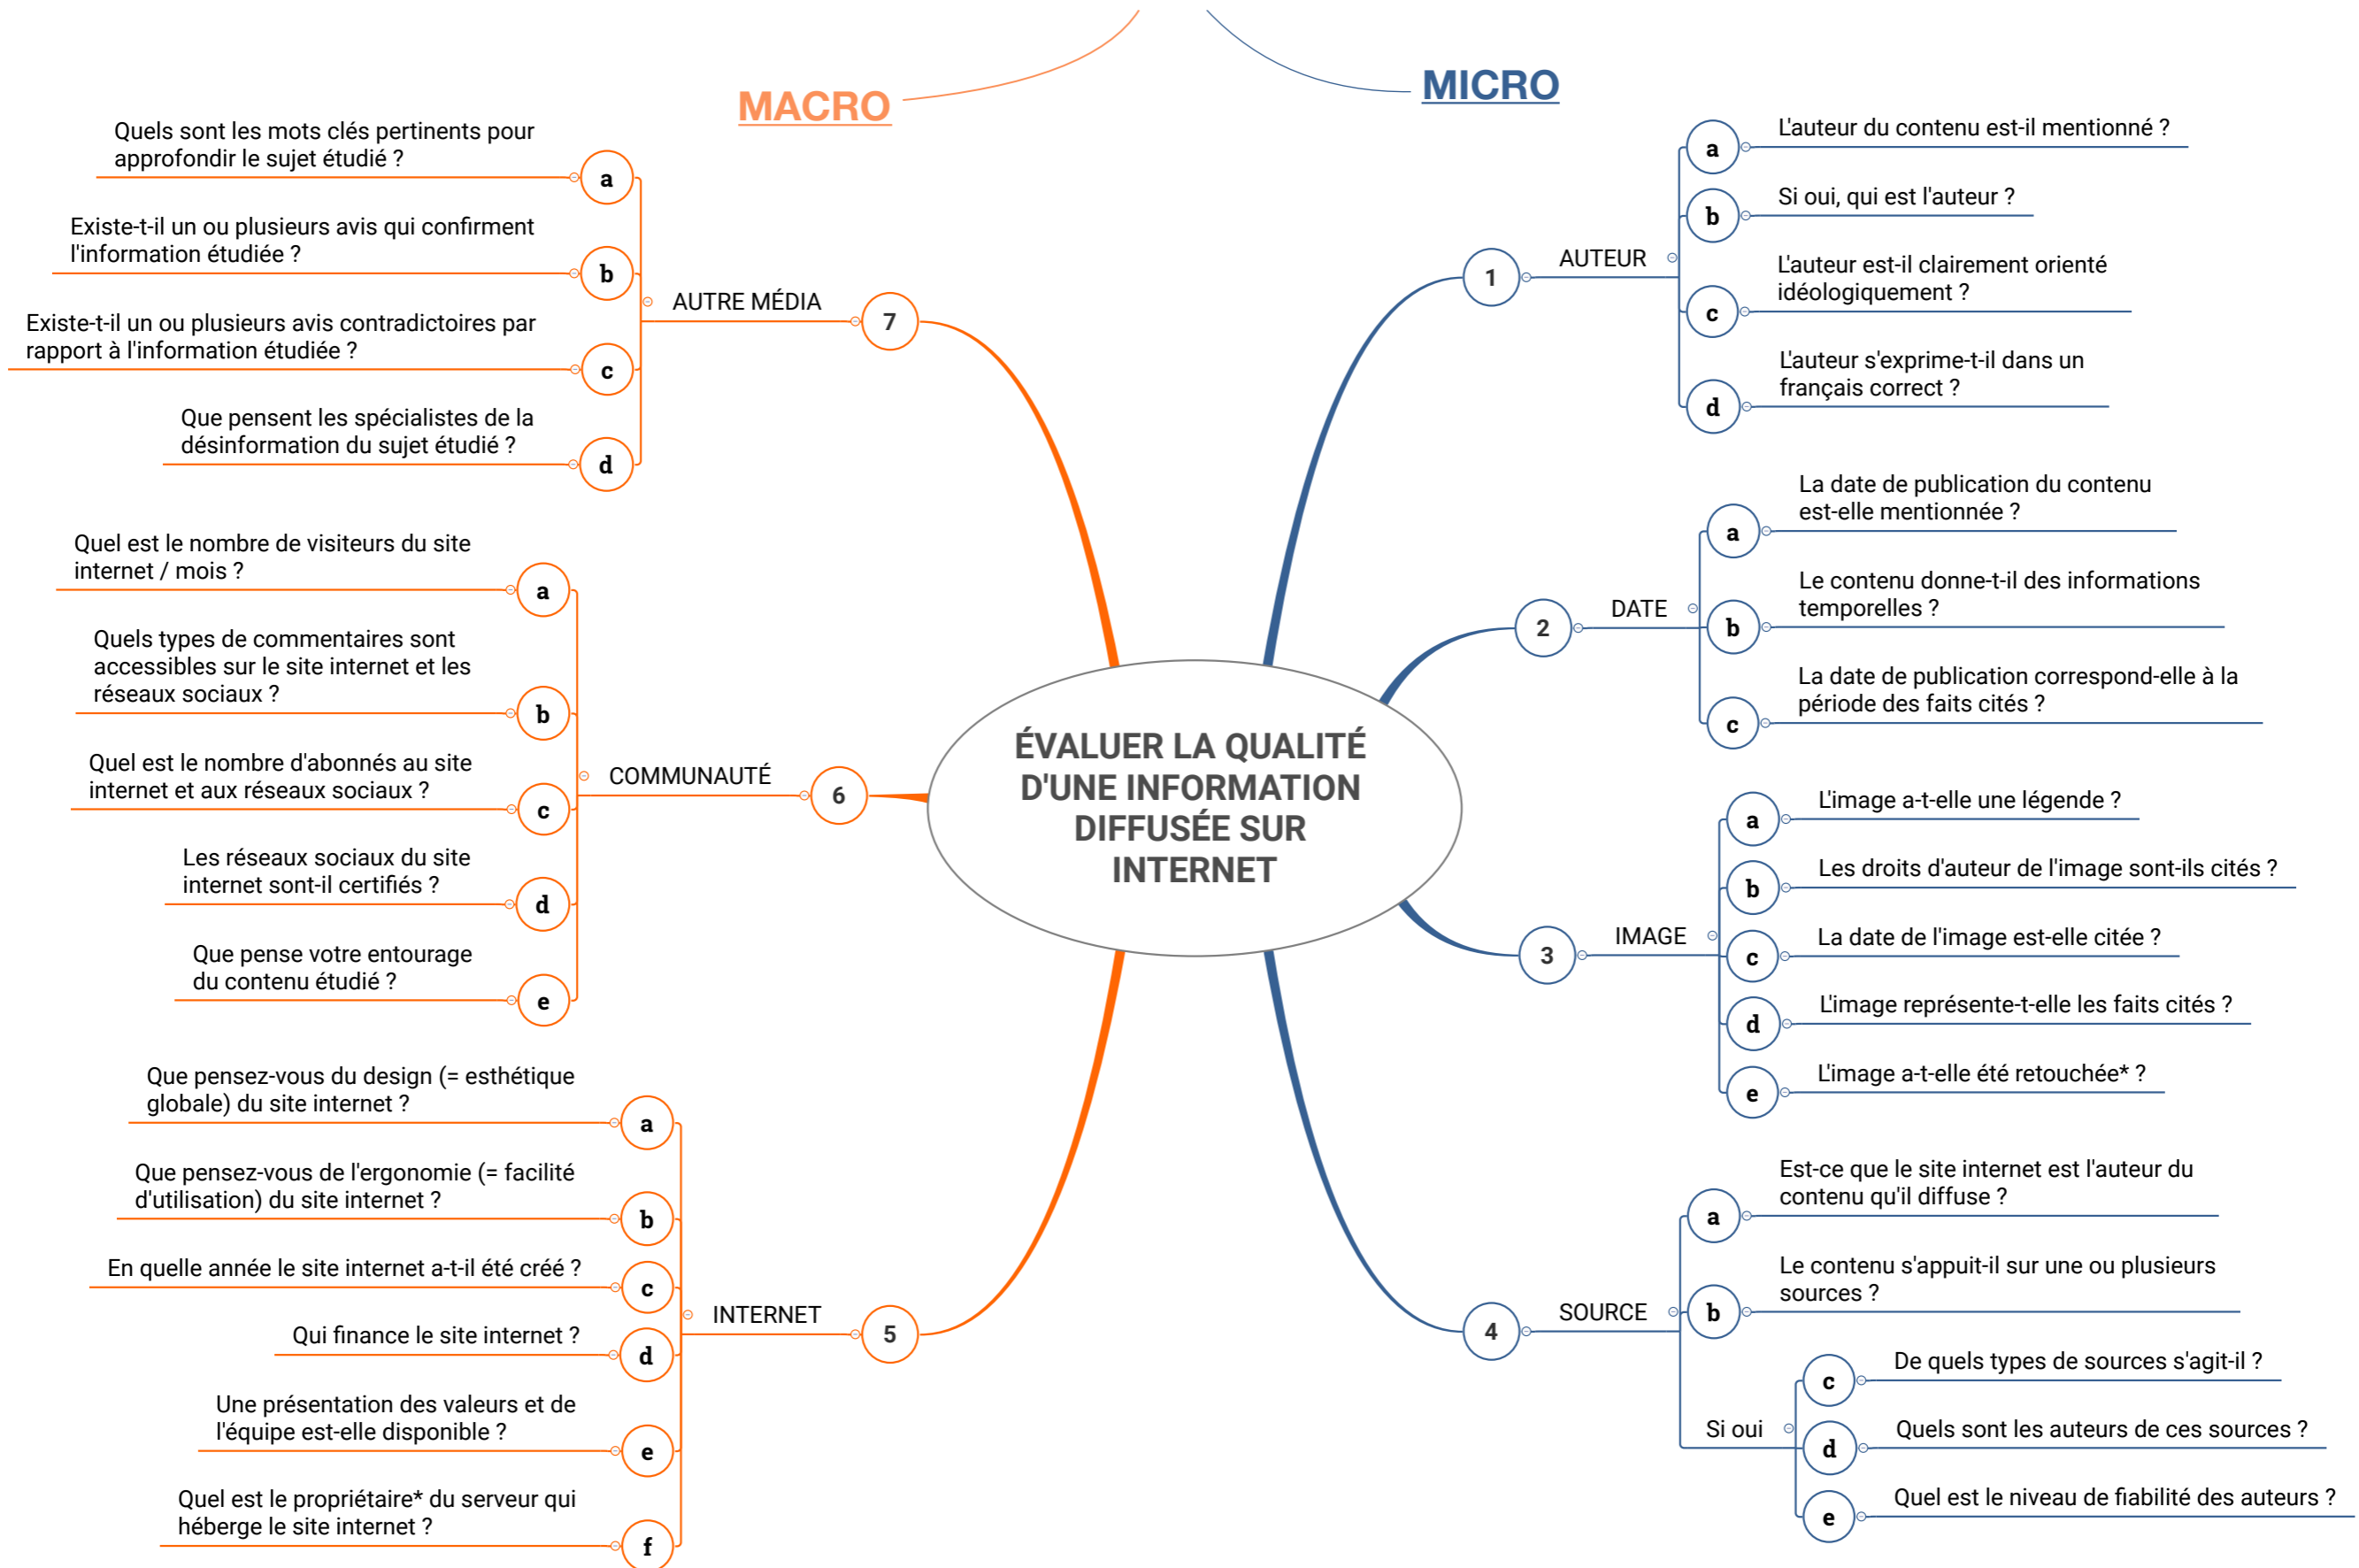 MACRO
MICRO
ÉVALUER LA QUALITÉ
D'UNE INFORMATION
DIFFUSÉE SUR
INTERNET
1
AUTEUR
a
L'auteur du contenu est-il mentionné ?
b
Si oui, qui est l'auteur ?
c
L'auteur est-il clairement orienté
idéologiquement ?
d
L'auteur s'exprime-t-il dans un
français correct ?
2
DATE
a
La date de publication du contenu
est-elle mentionnée ?
b
Le contenu donne-t-il des informations
temporelles ?
c
La date de publication correspond-elle à la
période des faits cités ?
3
IMAGE
a
L'image a-t-elle une légende ?
b
Les droits d'auteur de l'image sont-ils cités ?
c
La date de l'image est-elle citée ?
d
L'image représente-t-elle les faits cités ?
e
L'image a-t-elle été retouchée* ?
4
SOURCE
a
Est-ce que le site internet est l'auteur du
contenu qu'il diffuse ?
b
Le contenu s'appuit-il sur une ou plusieurs
sources ?
Si oui
c
De quels types de sources s'agit-il ?
d
Quels sont les auteurs de ces sources ?
e
Quel est le niveau de fiabilité des auteurs ?
5
INTERNET
a
Que pensez-vous du design (= esthétique
globale) du site internet ?
b
Que pensez-vous de l'ergonomie (= facilité
d'utilisation) du site internet ?
c
En quelle année le site internet a-t-il été créé ?
d
Qui finance le site internet ?
e
Une présentation des valeurs et de
l'équipe est-elle disponible ?
f
Quel est le propriétaire* du serveur qui
héberge le site internet ?
6
COMMUNAUTÉ
a
Quel est le nombre de visiteurs du site
internet / mois ?
b
Quels types de commentaires sont
accessibles sur le site internet et les
réseaux sociaux ?
c
Quel est le nombre d'abonnés au site
internet et aux réseaux sociaux ?
d
Les réseaux sociaux du site
internet sont-il certifiés ?
e
Que pense votre entourage
du contenu étudié ?
7
AUTRE MÉDIA
a
Quels sont les mots clés pertinents pour
approfondir le sujet étudié ?
b
Existe-t-il un ou plusieurs avis qui confirment
l'information étudiée ?
c
Existe-t-il un ou plusieurs avis contradictoires par
rapport à l'information étudiée ?
d
Que pensent les spécialistes de la
désinformation du sujet étudié ?